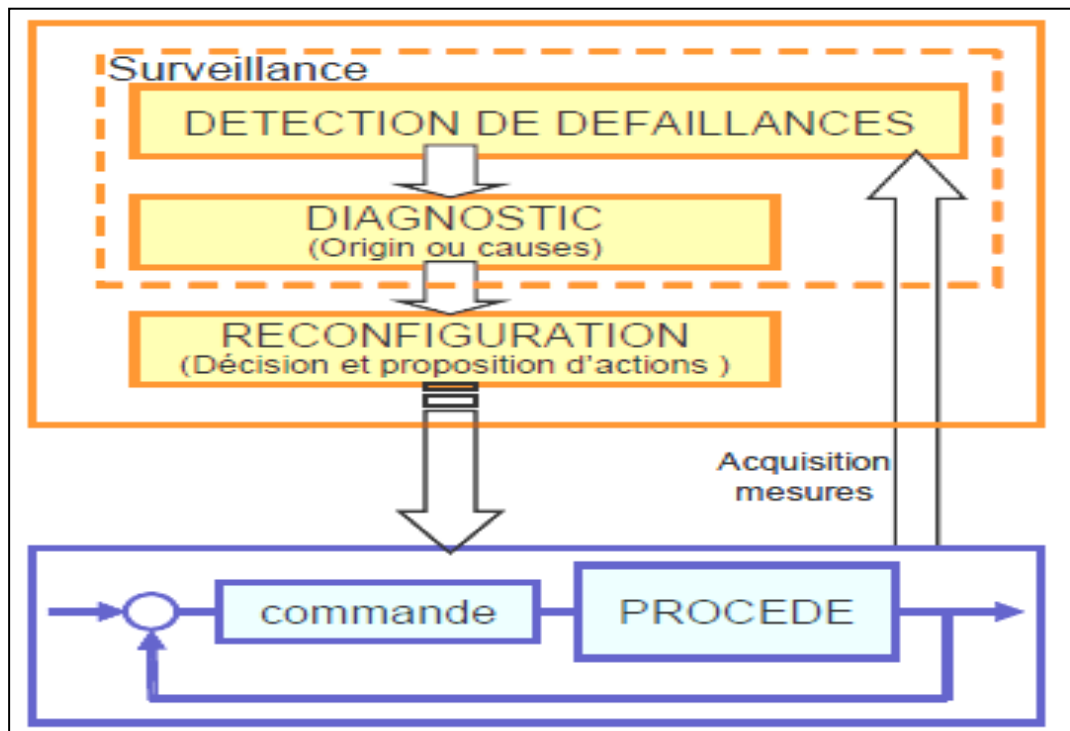 Surveillance
DETECTION DE DEFAILLANCES
DIAGNOSTIC
(Origin ou causes)
RECONFIGURATION
(Décision et proposition d'actions )
Acquisition
mesures
commande
PROCEDE